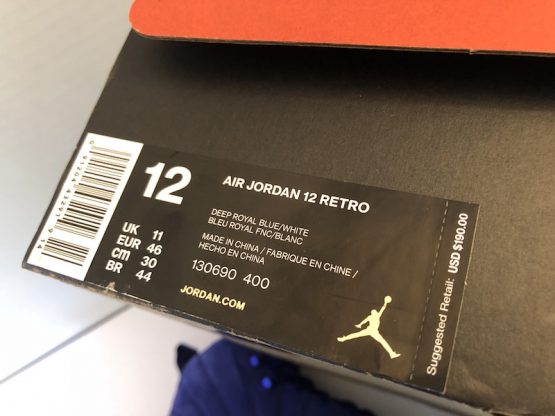 12
AIR JORDAN 12 RETRO
DEEP ROYAL BLUE/WHITE
BLEU ROYAL FNC/BLANC
MADE IN CHINA / FABRIQUE EN CHINE /
HECHO EN CHINA
130690 400
UK 11
EUR 46
CM 30
BR 44
JORDAN.COM
Suggested Retail: USD $190.00